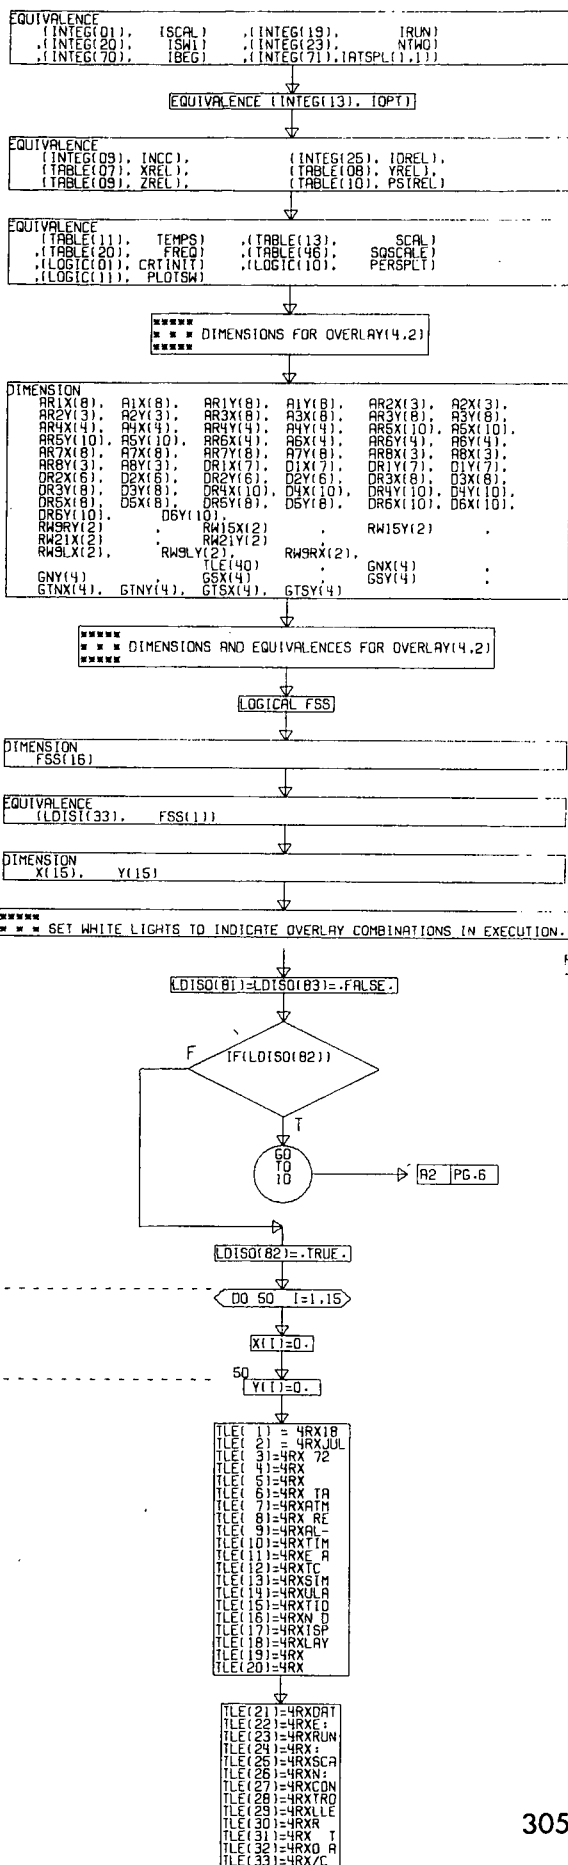 EQUIVALENCE
(INTEG(01), ISCAL) ,(INTEG(19), IRUN)
,(INTEG(20), ISW1) ,(INTEG(23), NTWO)
,(INTEG(70), IBEG) ,(INTEG(71),IATSPL(1,1))
EQUIVALENCE (INTEG(13), IOPT)
EQUIVALENCE
(INTEG(09), INCC), (INTEG(25), IOREL),
(TABLE(07), XREL), (TABLE(08), YREL),
(TABLE(09), ZREL), (TABLE(10), PSIREL)
EQUIVALENCE
(TABLE(11), TEMPS) ,(TABLE(13), SCAL)
,(TABLE(20), FREQ) ,(TABLE(46), SQSCALE)
,(LOGIC(01), CRTINIT) ,(LOGIC(10), PERSPLT)
,(LOGIC(11), PLOTSW)
DIMENSIONS FOR OVERLAY(4,2)
DIMENSION
AR1X(8), A1X(8), AR1Y(8), A1Y(8), AR2X(3), A2X(3),
AR2Y(3), A2Y(3), AR3X(8), A3X(8), AR3Y(8), A3Y(8),
AR4X(4), A4X(4), AR4Y(4), A4Y(4), AR5X(10), A5X(10),
AR5Y(10), A5Y(10), AR6X(4), A6X(4), AR6Y(4), A6Y(4),
AR7X(8), A7X(8), AR7Y(8), A7Y(8), AR8X(3), A8X(3),
AR8Y(3), A8Y(3), DR1X(7), D1X(7), DR1Y(7), D1Y(7),
DR2X(6), D2X(6), DR2Y(6), D2Y(6), DR3X(8), D3X(8),
DR3Y(8), D3Y(8), DR4X(10), D4X(10), DR4Y(10), D4Y(10),
DR5X(8), D5X(8), DR5Y(8), D5Y(8), DR6X(10), D6X(10),
DR6Y(10), D6Y(10),
RW9RY(2) , RW15X(2) , RW15Y(2) ,
RW21X(2) , RW21Y(2) ,
RW9LX(2), RW9LY(2), RW9RX(2),
TLE(40) , GNX(4) ,
GNY(4) , GSX(4) , GSY(4) ,
GTNX(4), GTNY(4), GTSX(4), GTSY(4)
DIMENSIONS AND EQUIVALENCES FOR OVERLAY(4,2)
LOGICAL FSS
DIMENSION
FSS(16)
EQUIVALENCE
(LDISI(33), FSS(1))
DIMENSION
X(15), Y(15)
SET WHITE LIGHTS TO INDICATE OVERLAY COMBINATIONS IN EXECUTION.
LDISO(81)=LDISO(83)=.FALSE.
F IF(LDISO(82))
T
GO
TO
10
A2 PG.6
LDISO(82)=.TRUE.
DO 50 I=1,15
X(I)=0.
50
Y(I)=0.
TLE( 1) = 4RX18
TLE( 2) = 4RXJUL
TLE( 3)=4RX 72
TLE( 4)=4RX
TLE( 5)=4RX
TLE( 6)=4RX TA
TLE( 7)=4RXATM
TLE( 8)=4RX RE
TLE( 9)=4RXAL-
TLE(10)=4RXTIM
TLE(11)=4RXE A
TLE(12)=4RXTC
TLE(13)=4RXSIM
TLE(14)=4RXULA
TLE(15)=4RXTIO
TLE(16)=4RXN D
TLE(17)=4RXISP
TLE(18)=4RXLAY
TLE(19)=4RX
TLE(20)=4RX
TLE(21)=4RXDAT
TLE(22)=4RXE:
TLE(23)=4RXRUN
TLE(24)=4RX:
TLE(25)=4RXSCA
TLE(26)=4RXN:
TLE(27)=4RXCON
TLE(28)=4RXTRO
TLE(29)=4RXLLE
TLE(30)=4RXR
TLE(31)=4RX T
TLE(32)=4RXO A
TLE(33)=4RX/C
305